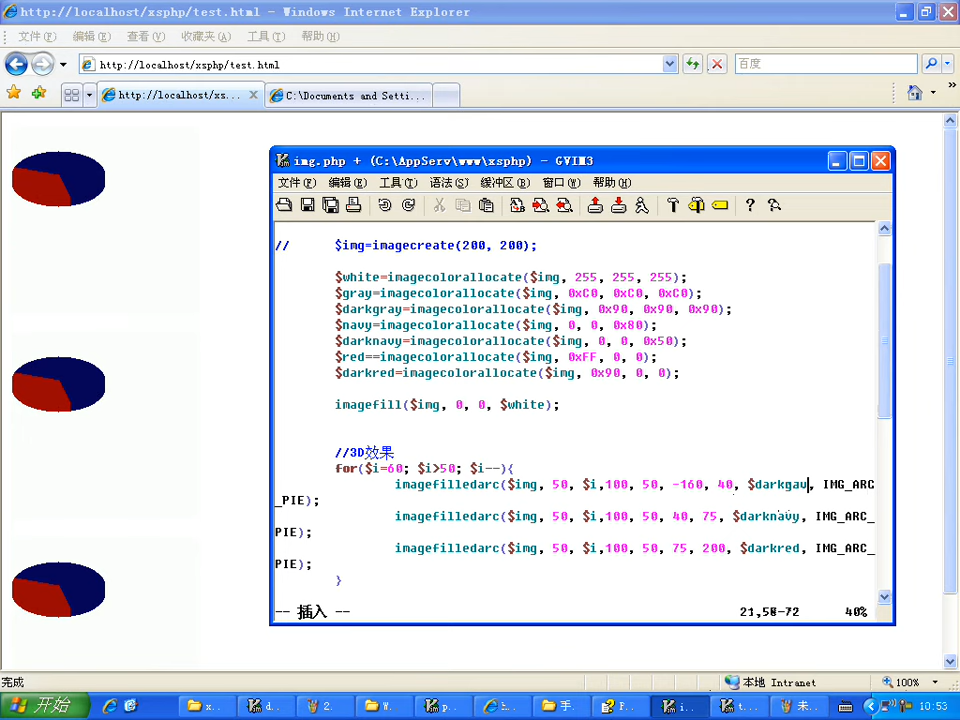 http://localhost/xsphp/test.html - Windows Internet Explorer
文件(F) 编辑(E) 查看(V) 收藏夹(A) 工具(T) 帮助(H)
http://localhost/xsphp/test.html
百度
http://localhost/xs...
C:\Documents and Setti...
img.php + (C:\AppServ\www\xsphp) - GVIM3
文件(F) 编辑(E) 工具(T) 语法(S) 缓冲区(B) 窗口(W) 帮助(H)
// $img=imagecreate(200, 200);
$white=imagecolorallocate($img, 255, 255, 255);
$gray=imagecolorallocate($img, 0xC0, 0xC0, 0xC0);
$darkgray=imagecolorallocate($img, 0x90, 0x90, 0x90);
$navy=imagecolorallocate($img, 0, 0, 0x80);
$darknavy=imagecolorallocate($img, 0, 0, 0x50);
$red==imagecolorallocate($img, 0xFF, 0, 0);
$darkred=imagecolorallocate($img, 0x90, 0, 0);
imagefill($img, 0, 0, $white);
//3D效果
for($i=60; $i>50; $i--){
imagefilledarc($img, 50, $i,100, 50, -160, 40, $darkgav, IMG_ARC
_PIE);
imagefilledarc($img, 50, $i,100, 50, 40, 75, $darknavy, IMG_ARC_
PIE);
imagefilledarc($img, 50, $i,100, 50, 75, 200, $darkred, IMG_ARC_
PIE);
}
-- 插入 --
21,58-72
40%
完成
本地 Intranet
100%
开始
x...
d...
2.
W.
p...
h...
手.
F.
i...
t...
未.
10:53